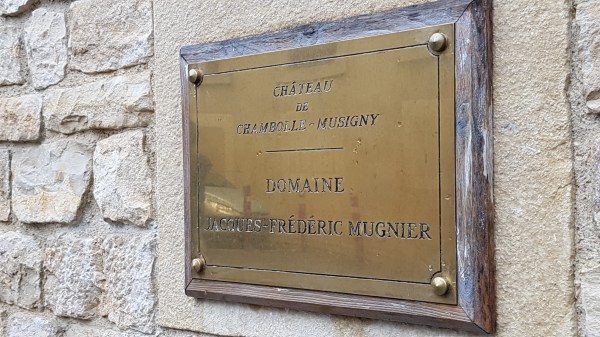 CHÂTEAU
DE
CHAMBOLLE-MUSIGNY
DOMAINE
JACQUES-FRÉDÉRIC MUGNIER